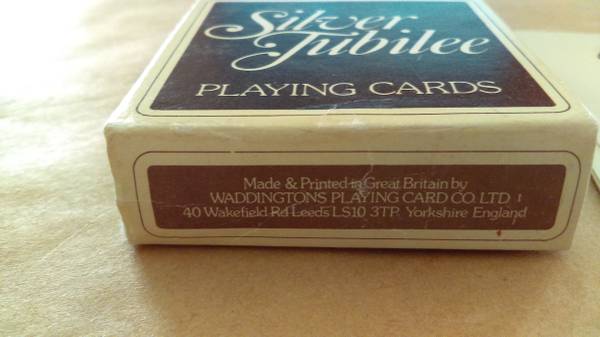 Silver
Jubilee
PLAYING CARDS
Made & Printed in Great Britain by
WADDINGTONS PLAYING CARD CO. LTD
40 Wakefield Rd Leeds LS10 3TP. Yorkshire England